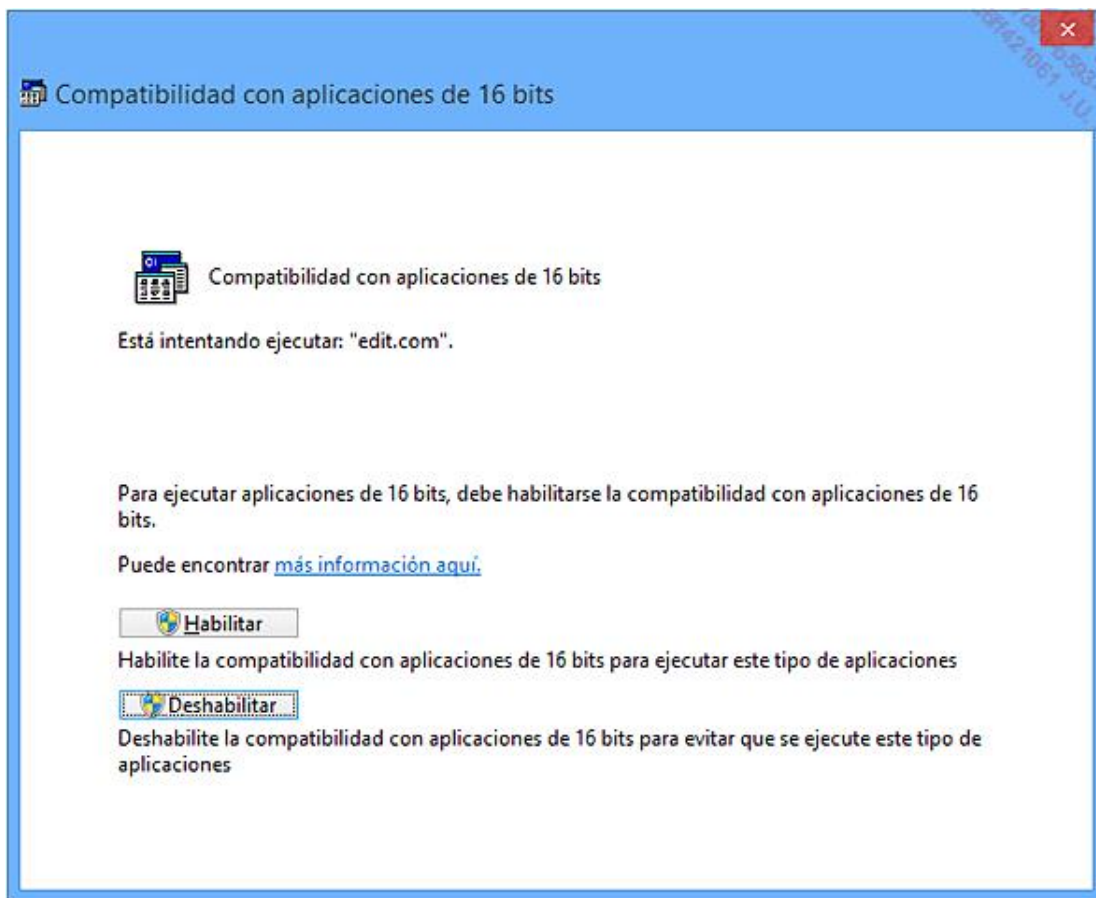 Compatibilidad con aplicaciones de 16 bits
Compatibilidad con aplicaciones de 16 bits
Está intentando ejecutar: "edit.com".
Para ejecutar aplicaciones de 16 bits, debe habilitarse la compatibilidad con aplicaciones de 16
bits.
Puede encontrar más información aquí.
Habilitar
Habilite la compatibilidad con aplicaciones de 16 bits para ejecutar este tipo de aplicaciones
Deshabilitar
Deshabilite la compatibilidad con aplicaciones de 16 bits para evitar que se ejecute este tipo de
aplicaciones